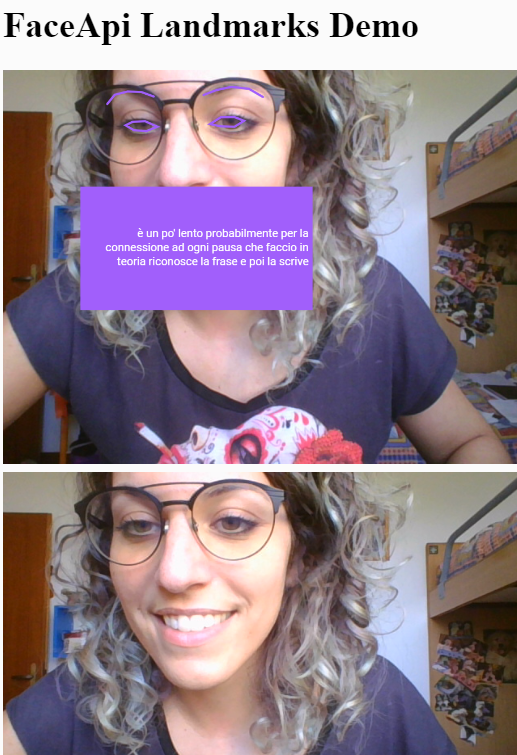 FaceApi Landmarks Demo
è un po' lento probabilmente per la
connessione ad ogni pausa che faccio in
teoria riconosce la frase e poi la scrive